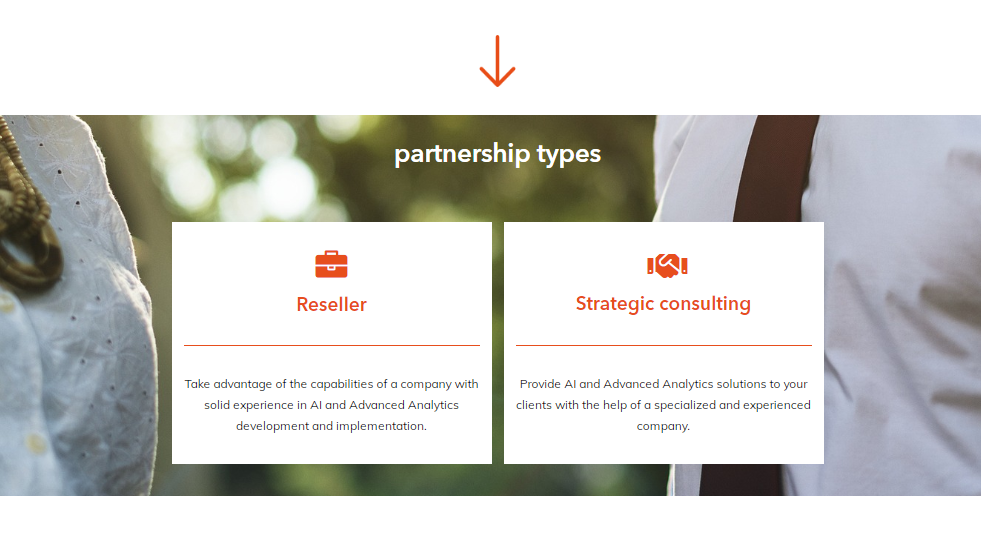 partnership types
Reseller
Take advantage of the capabilities of a company with
solid experience in AI and Advanced Analytics
development and implementation.
Strategic consulting
Provide AI and Advanced Analytics solutions to your
clients with the help of a specialized and experienced
company.